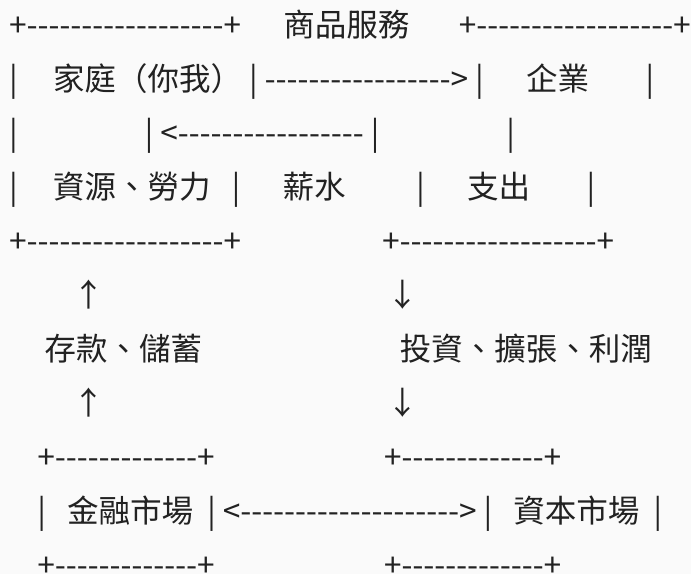 +------------------+ 商品服務 +------------------+
| 家庭（你我） |----------------->| 企業 |
| |<-----------------| |
| 資源、勞力 | 薪水 | 支出 |
+------------------+ +------------------+
↑ ↓
存款、儲蓄 投資、擴張、利潤
↑ ↓
+-------------+ +-------------+
| 金融市場 |<-------------------->| 資本市場 |
+-------------+ +-------------+